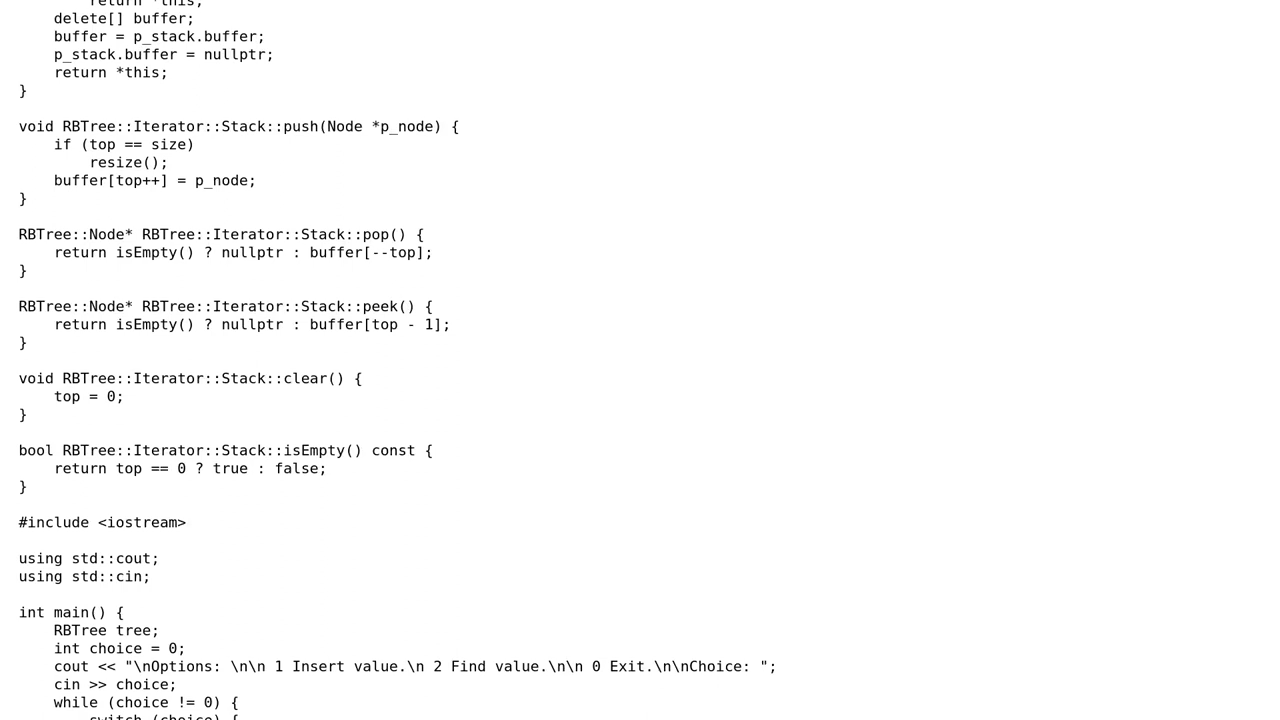 return *this;
    delete[] buffer;
    buffer = p_stack.buffer;
    p_stack.buffer = nullptr;
    return *this;
}

void RBTree::Iterator::Stack::push(Node *p_node) {
    if (top == size)
        resize();
    buffer[top++] = p_node;
}

RBTree::Node* RBTree::Iterator::Stack::pop() {
    return isEmpty() ? nullptr : buffer[--top];
}

RBTree::Node* RBTree::Iterator::Stack::peek() {
    return isEmpty() ? nullptr : buffer[top - 1];
}

void RBTree::Iterator::Stack::clear() {
    top = 0;
}

bool RBTree::Iterator::Stack::isEmpty() const {
    return top == 0 ? true : false;
}

#include <iostream>

using std::cout;
using std::cin;

int main() {
    RBTree tree;
    int choice = 0;
    cout << "\nOptions: \n\n 1 Insert value.\n 2 Find value.\n\n 0 Exit.\n\nChoice: ";
    cin >> choice;
    while (choice != 0) {
        switch (choice) {